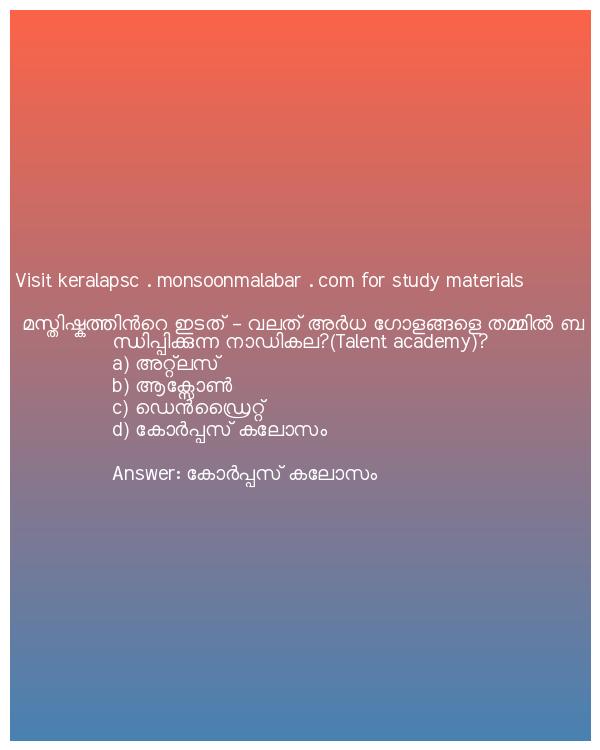 Visit keralapsc . monsoonmalabar . com for study materials
മസ്തിഷ്കത്തിൻറെ ഇടത് – വലത് അർധ ഗോളങ്ങളെ തമ്മിൽ ബ
ന്ധിപ്പിക്കുന്ന നാഡികല?(Talent academy)?
a) അറ്റ്ലസ്
b) ആക്സോൺ
c) ഡെൻഡ്രൈറ്റ്
d) കോർപ്പസ് കലോസം
Answer: കോർപ്പസ് കലോസം